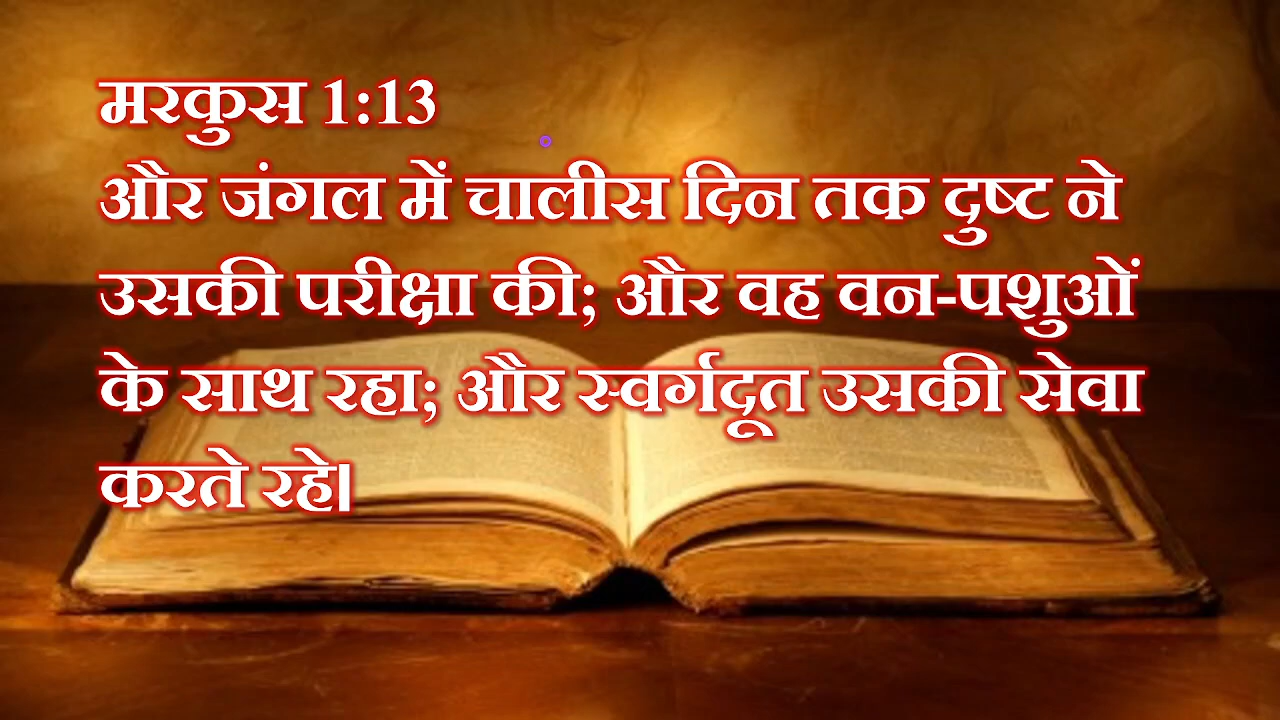 मरकुस 1:13
और जंगल में चालीस दिन तक दुष्ट ने
उसकी परीक्षा की; और वह वन-पशुओं
के साथ रहा; और स्वर्गदूत उसकी सेवा
करते रहे।